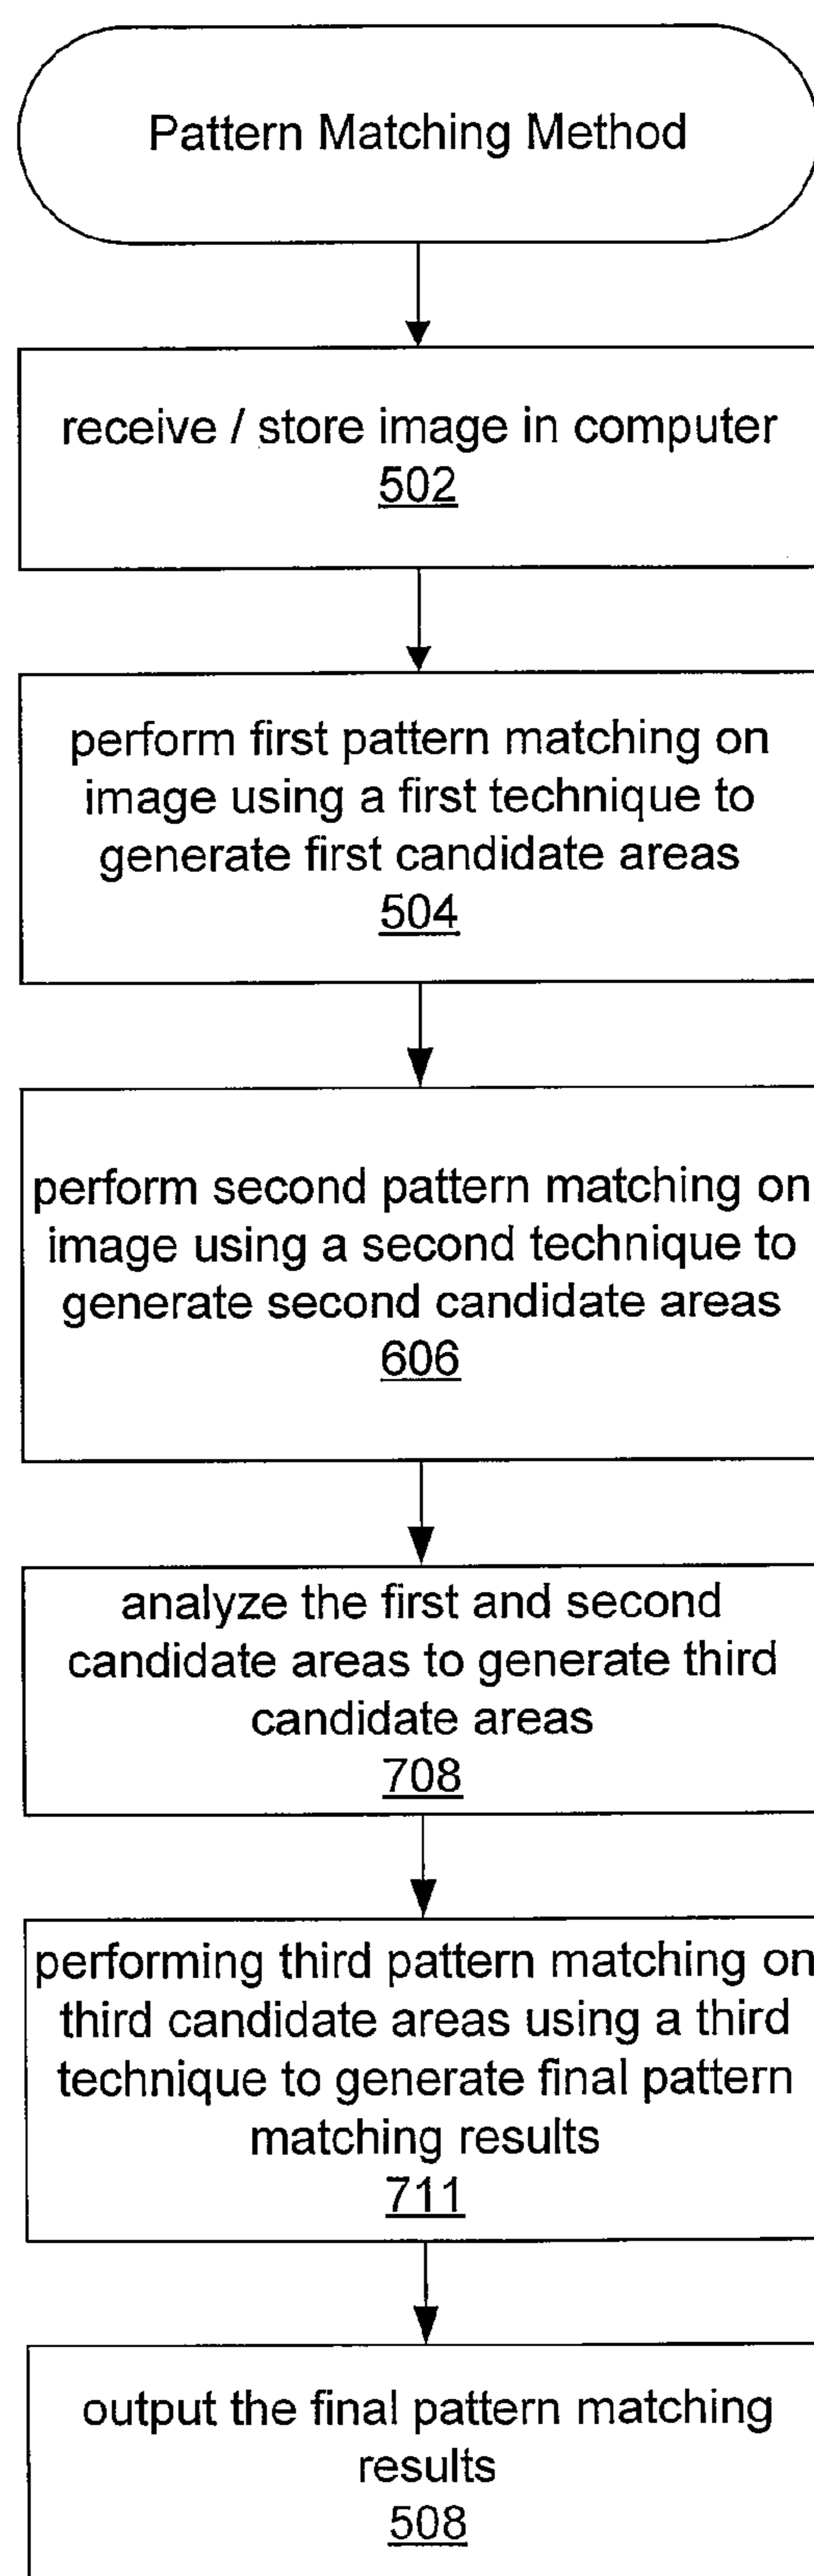 Pattern Matching Method
receive / store image in computer
502
perform first pattern matching on
image using a first technique to
generate first candidate areas
504
perform second pattern matching on
image using a second technique to
generate second candidate areas
606
analyze the first and second
candidate areas to generate third
candidate areas
708
performing third pattern matching on
third candidate areas using a third
technique to generate final pattern
matching results
711
output the final pattern matching
results
508